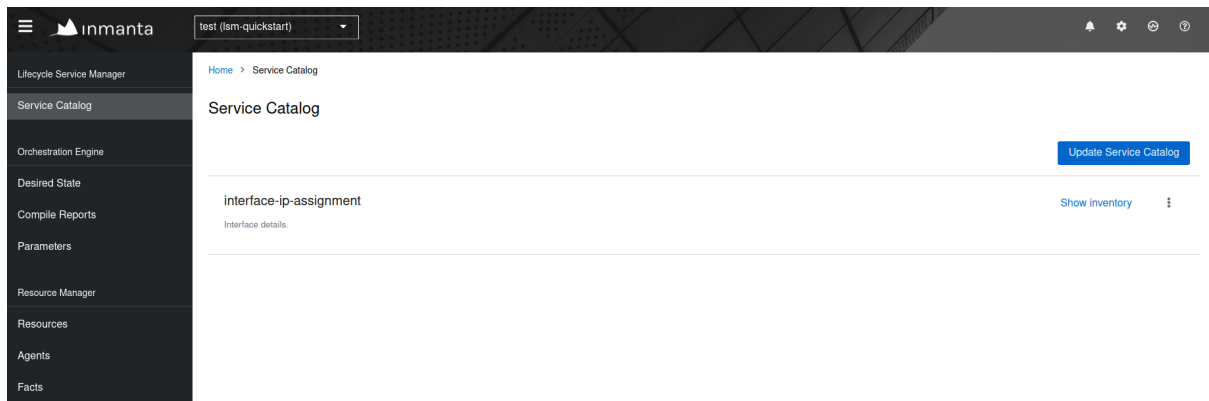 inmanta
test (lsm-quickstart)
Lifecycle Service Manager
Service Catalog
Orchestration Engine
Desired State
Compile Reports
Parameters
Resource Manager
Resources
Agents
Facts
Home > Service Catalog
Service Catalog
Update Service Catalog
interface-ip-assignment
Show inventory
Interface details.